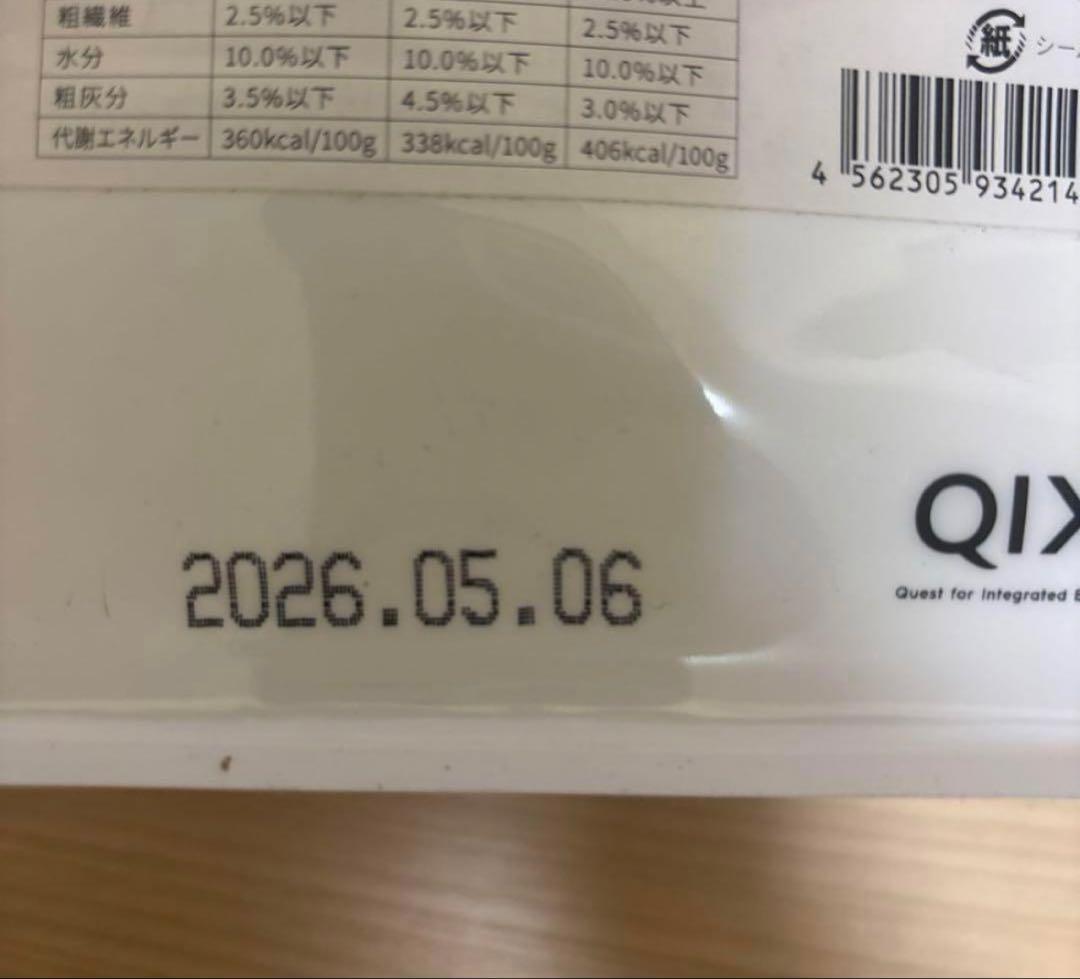 粗繊維 2.5%以下 2.5%以下 2.5%以下
水分 10.0%以下 10.0%以下 10.0%以下
粗灰分 3.5%以下 4.5%以下 3.0%以下
代謝エネルギー 360kcal/100g 338kcal/100g 406kcal/100g
紙
シー
4 562305 934214
QIX
Quest for Integrated
2026.05.06